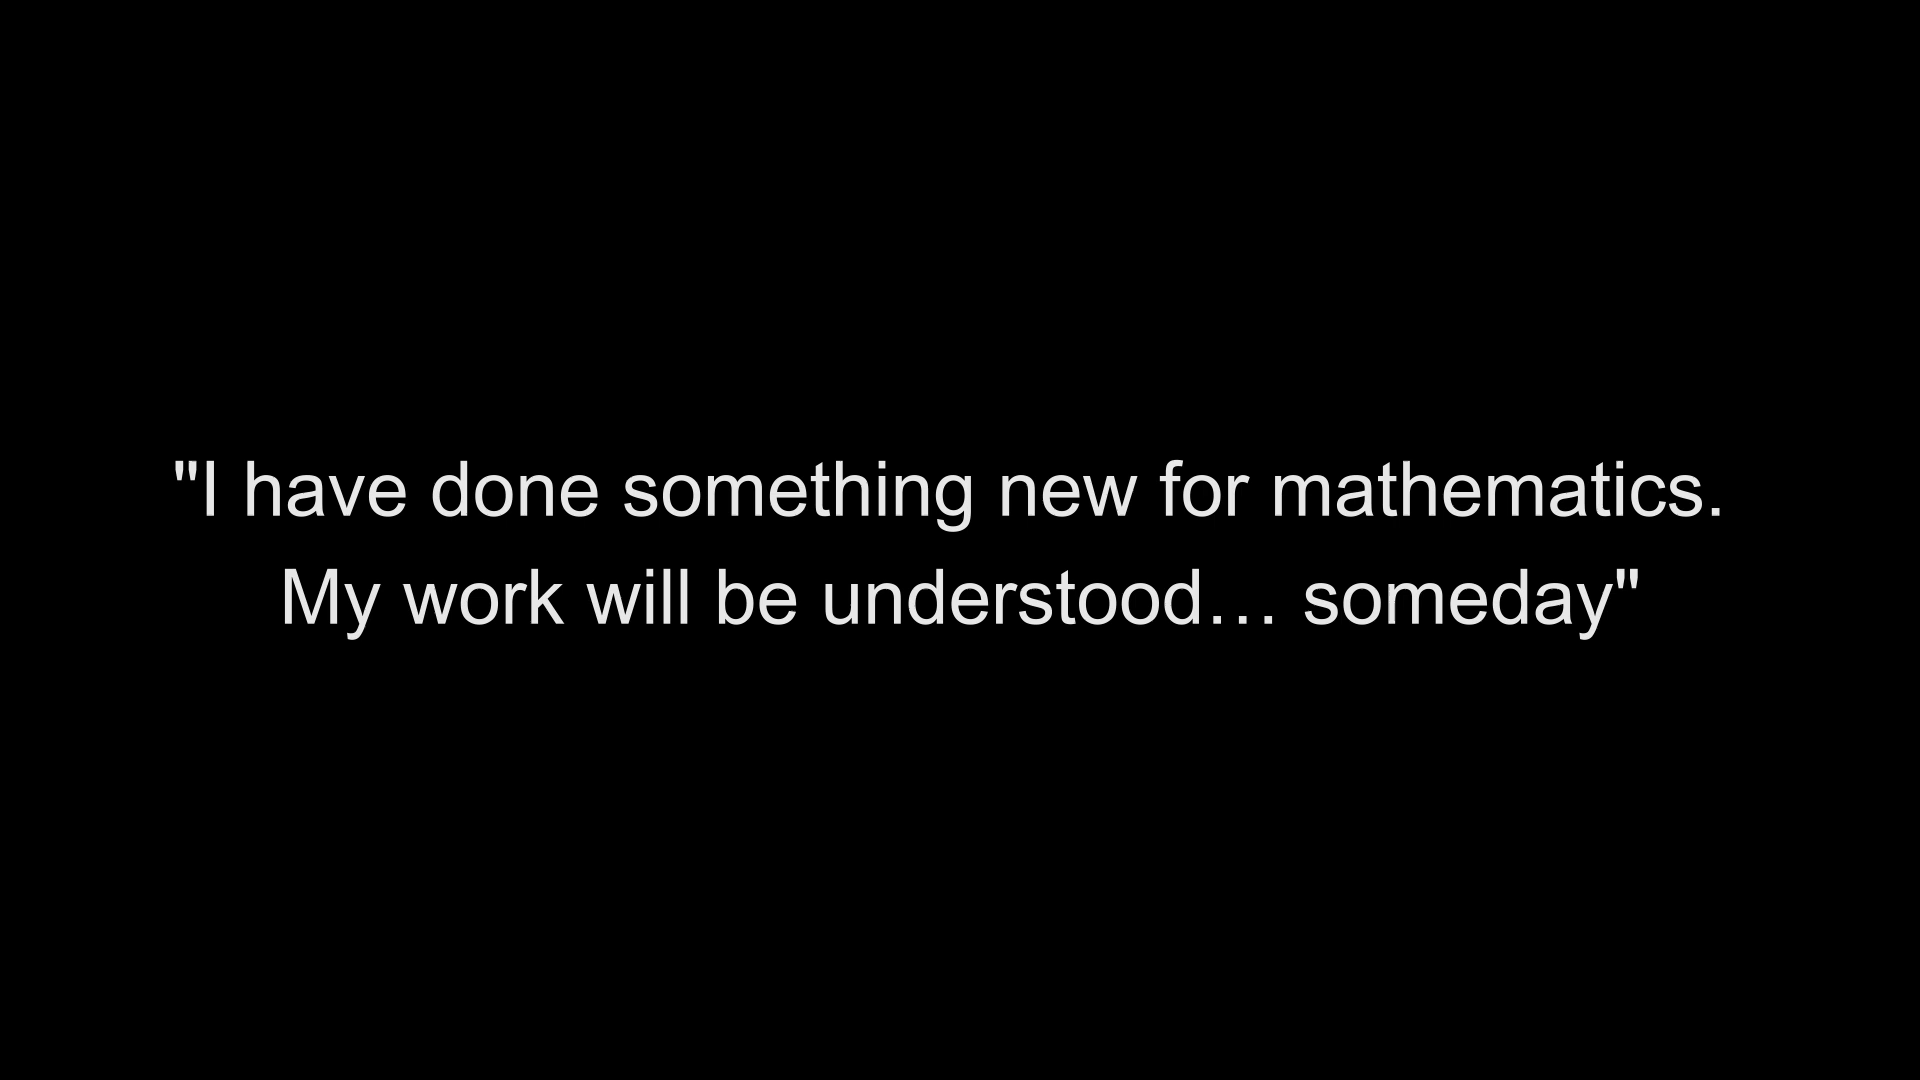 "I have done something new for mathematics.
My work will be understood… someday"